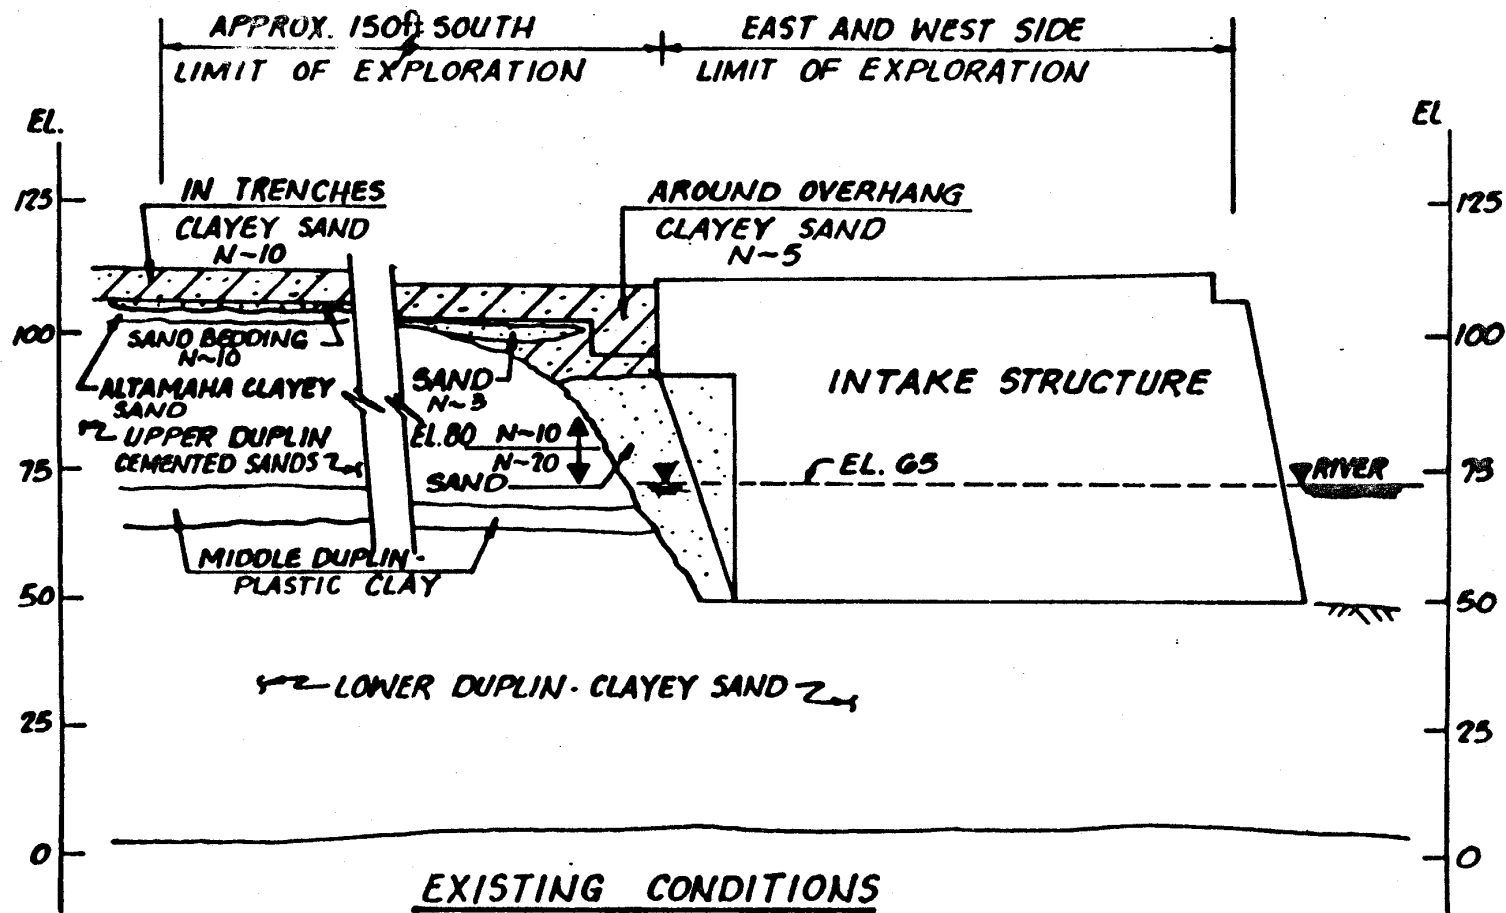 APPROX. 150ft SOUTH
LIMIT OF EXPLORATION
EAST AND WEST SIDE
LIMIT OF EXPLORATION
EL.
EL
125
100
75
50
25
0
125
100
75
50
25
0
IN TRENCHES
CLAYEY SAND
N~10
AROUND OVERHANG
CLAYEY SAND
N~5
SAND BEDDING
N~10
ALTAMAHA CLAYEY
SAND
UPPER DUPLIN
CEMENTED SANDS
SAND
N~3
EL.80 N~10
N~20
SAND
MIDDLE DUPLIN-
PLASTIC CLAY
INTAKE STRUCTURE
EL. 65
RIVER
LOWER DUPLIN - CLAYEY SAND
EXISTING CONDITIONS